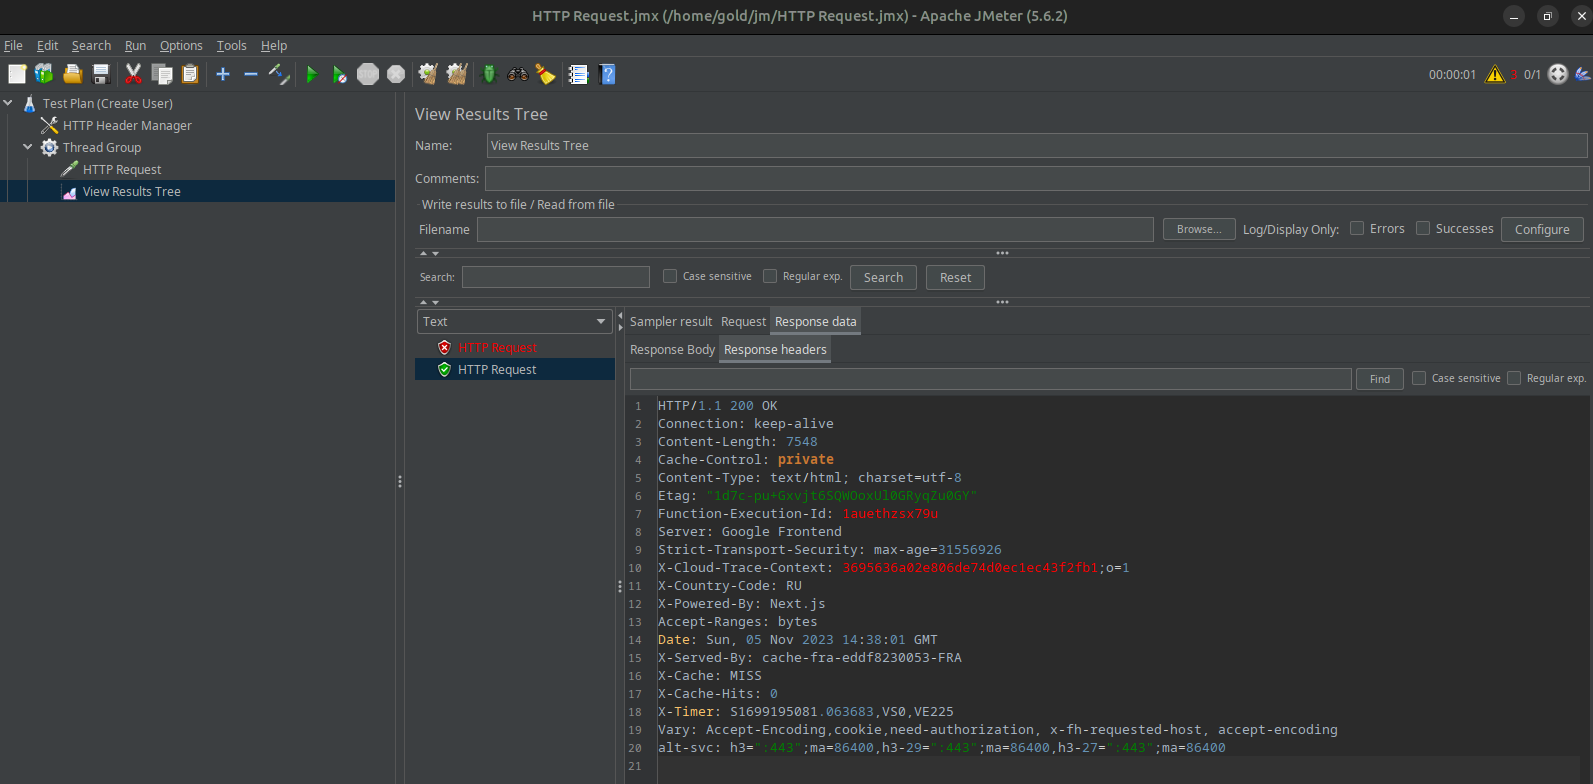 HTTP Request.jmx (/home/gold/jm/HTTP Request.jmx) - Apache JMeter (5.6.2)
File Edit Search Run Options Tools Help
STOP
00:00:01 3 0/1
Test Plan (Create User)
HTTP Header Manager
Thread Group
HTTP Request
View Results Tree
View Results Tree
Name: View Results Tree
Comments:
Write results to file / Read from file
Filename Browse... Log/Display Only: Errors Successes Configure
Search: Case sensitive Regular exp. Search Reset
Text
HTTP Request
HTTP Request
Sampler result Request Response data
Response Body Response headers
Find Case sensitive Regular exp.
1 HTTP/1.1 200 OK
2 Connection: keep-alive
3 Content-Length: 7548
4 Cache-Control: private
5 Content-Type: text/html; charset=utf-8
6 Etag: "1d7c-pu+Gxvjt6SQWOoxUl0GRyqZu0GY"
7 Function-Execution-Id: 1auethzsx79u
8 Server: Google Frontend
9 Strict-Transport-Security: max-age=31556926
10 X-Cloud-Trace-Context: 3695636a02e806de74d0ec1ec43f2fb1;o=1
11 X-Country-Code: RU
12 X-Powered-By: Next.js
13 Accept-Ranges: bytes
14 Date: Sun, 05 Nov 2023 14:38:01 GMT
15 X-Served-By: cache-fra-eddf8230053-FRA
16 X-Cache: MISS
17 X-Cache-Hits: 0
18 X-Timer: S1699195081.063683,VS0,VE225
19 Vary: Accept-Encoding,cookie,need-authorization, x-fh-requested-host, accept-encoding
20 alt-svc: h3=":443";ma=86400,h3-29=":443";ma=86400,h3-27=":443";ma=86400
21